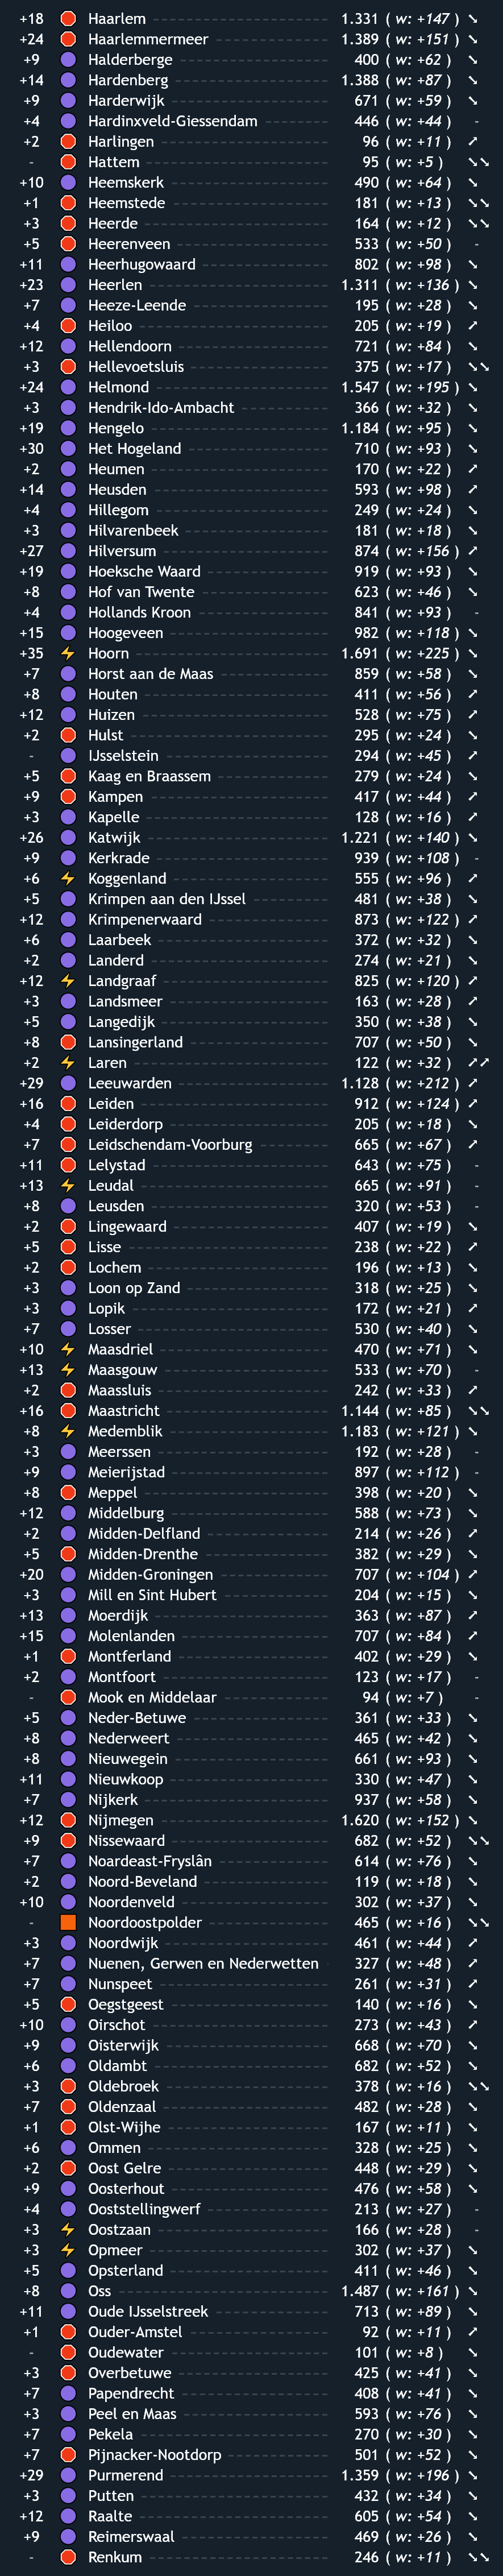 +18 Haarlem 1.331 ( w: +147 ) ↘
+24 Haarlemmermeer 1.389 ( w: +151 ) ↘
+9 Halderberge 400 ( w: +62 ) ↘
+14 Hardenberg 1.388 ( w: +87 ) ↘
+9 Harderwijk 671 ( w: +59 ) ↘
+4 Hardinxveld-Giessendam 446 ( w: +44 ) -
+2 Harlingen 96 ( w: +11 ) ↗
- Hattem 95 ( w: +5 ) ↘↘
+10 Heemskerk 490 ( w: +64 ) ↘
+1 Heemstede 181 ( w: +13 ) ↘↘
+3 Heerde 164 ( w: +12 ) ↘↘
+5 Heerenveen 533 ( w: +50 ) -
+11 Heerhugowaard 802 ( w: +98 ) ↘
+23 Heerlen 1.311 ( w: +136 ) ↘
+7 Heeze-Leende 195 ( w: +28 ) ↘
+4 Heiloo 205 ( w: +19 ) ↗
+12 Hellendoorn 721 ( w: +84 ) ↘
+3 Hellevoetsluis 375 ( w: +17 ) ↘↘
+24 Helmond 1.547 ( w: +195 ) ↘
+3 Hendrik-Ido-Ambacht 366 ( w: +32 ) ↘
+19 Hengelo 1.184 ( w: +95 ) ↘
+30 Het Hogeland 710 ( w: +93 ) ↘
+2 Heumen 170 ( w: +22 ) ↗
+14 Heusden 593 ( w: +98 ) ↗
+4 Hillegom 249 ( w: +24 ) ↘
+3 Hilvarenbeek 181 ( w: +18 ) ↘
+27 Hilversum 874 ( w: +156 ) ↗
+19 Hoeksche Waard 919 ( w: +93 ) ↘
+8 Hof van Twente 623 ( w: +46 ) ↘
+4 Hollands Kroon 841 ( w: +93 ) -
+15 Hoogeveen 982 ( w: +118 ) ↘
+35 Hoorn 1.691 ( w: +225 ) ↘
+7 Horst aan de Maas 859 ( w: +58 ) ↘
+8 Houten 411 ( w: +56 ) ↗
+12 Huizen 528 ( w: +75 ) ↗
+2 Hulst 295 ( w: +24 ) ↘
- IJsselstein 294 ( w: +45 ) ↗
+5 Kaag en Braassem 279 ( w: +24 ) ↘
+9 Kampen 417 ( w: +44 ) ↗
+3 Kapelle 128 ( w: +16 ) ↗
+26 Katwijk 1.221 ( w: +140 ) ↘
+9 Kerkrade 939 ( w: +108 ) -
+6 Koggenland 555 ( w: +96 ) ↗
+5 Krimpen aan den IJssel 481 ( w: +38 ) ↘
+12 Krimpenerwaard 873 ( w: +122 ) ↗
+6 Laarbeek 372 ( w: +32 ) ↘
+2 Landerd 274 ( w: +21 ) ↘
+12 Landgraaf 825 ( w: +120 ) ↗
+3 Landsmeer 163 ( w: +28 ) ↗
+5 Langedijk 350 ( w: +38 ) ↘
+8 Lansingerland 707 ( w: +50 ) ↘
+2 Laren 122 ( w: +32 ) ↗↗
+29 Leeuwarden 1.128 ( w: +212 ) ↗
+16 Leiden 912 ( w: +124 ) ↗
+4 Leiderdorp 205 ( w: +18 ) ↘
+7 Leidschendam-Voorburg 665 ( w: +67 ) ↗
+11 Lelystad 643 ( w: +75 ) -
+13 Leudal 665 ( w: +91 ) -
+8 Leusden 320 ( w: +53 ) -
+2 Lingewaard 407 ( w: +19 ) ↘
+5 Lisse 238 ( w: +22 ) ↗
+2 Lochem 196 ( w: +13 ) ↘
+3 Loon op Zand 318 ( w: +25 ) ↘
+3 Lopik 172 ( w: +21 ) ↗
+7 Losser 530 ( w: +40 ) ↘
+10 Maasdriel 470 ( w: +71 ) ↘
+13 Maasgouw 533 ( w: +70 ) -
+2 Maassluis 242 ( w: +33 ) ↗
+16 Maastricht 1.144 ( w: +85 ) ↘↘
+8 Medemblik 1.183 ( w: +121 ) ↘
+3 Meerssen 192 ( w: +28 ) -
+9 Meierijstad 897 ( w: +112 ) -
+8 Meppel 398 ( w: +20 ) ↘
+12 Middelburg 588 ( w: +73 ) ↘
+2 Midden-Delfland 214 ( w: +26 ) ↗
+5 Midden-Drenthe 382 ( w: +29 ) ↘
+20 Midden-Groningen 707 ( w: +104 ) ↗
+3 Mill en Sint Hubert 204 ( w: +15 ) ↘
+13 Moerdijk 363 ( w: +87 ) ↗
+15 Molenlanden 707 ( w: +84 ) ↗
+1 Montferland 402 ( w: +29 ) ↘
+2 Montfoort 123 ( w: +17 ) -
- Mook en Middelaar 94 ( w: +7 ) -
+5 Neder-Betuwe 361 ( w: +33 ) ↘
+8 Nederweert 465 ( w: +42 ) ↘
+8 Nieuwegein 661 ( w: +93 ) ↘
+11 Nieuwkoop 330 ( w: +47 ) ↘
+7 Nijkerk 937 ( w: +58 ) ↘
+12 Nijmegen 1.620 ( w: +152 ) ↘
+9 Nissewaard 682 ( w: +52 ) ↘↘
+7 Noardeast-Fryslân 614 ( w: +76 ) ↘
+2 Noord-Beveland 119 ( w: +18 ) ↘
+10 Noordenveld 302 ( w: +37 ) ↘
- Noordoostpolder 465 ( w: +16 ) ↘↘
+3 Noordwijk 461 ( w: +44 ) ↗
+7 Nuenen, Gerwen en Nederwetten 327 ( w: +48 ) ↗
+7 Nunspeet 261 ( w: +31 ) ↗
+5 Oegstgeest 140 ( w: +16 ) ↘
+10 Oirschot 273 ( w: +43 ) ↗
+9 Oisterwijk 668 ( w: +70 ) ↘
+6 Oldambt 682 ( w: +52 ) ↘
+3 Oldebroek 378 ( w: +16 ) ↘↘
+7 Oldenzaal 482 ( w: +28 ) ↘
+1 Olst-Wijhe 167 ( w: +11 ) ↘
+6 Ommen 328 ( w: +25 ) ↘
+2 Oost Gelre 448 ( w: +29 ) ↘
+9 Oosterhout 476 ( w: +58 ) ↘
+4 Ooststellingwerf 213 ( w: +27 ) -
+3 Oostzaan 166 ( w: +28 ) -
+3 Opmeer 302 ( w: +37 ) ↘
+5 Opsterland 411 ( w: +46 ) ↘
+8 Oss 1.487 ( w: +161 ) ↘
+11 Oude IJsselstreek 713 ( w: +89 ) ↘
+1 Ouder-Amstel 92 ( w: +11 ) ↗
- Oudewater 101 ( w: +8 ) ↘
+3 Overbetuwe 425 ( w: +41 ) ↘
+7 Papendrecht 408 ( w: +41 ) ↘
+3 Peel en Maas 593 ( w: +76 ) ↘
+7 Pekela 270 ( w: +30 ) ↘
+7 Pijnacker-Nootdorp 501 ( w: +52 ) ↘
+29 Purmerend 1.359 ( w: +196 ) ↘
+3 Putten 432 ( w: +34 ) ↘
+12 Raalte 605 ( w: +54 ) ↘
+9 Reimerswaal 469 ( w: +26 ) ↘
- Renkum 246 ( w: +11 ) ↘↘